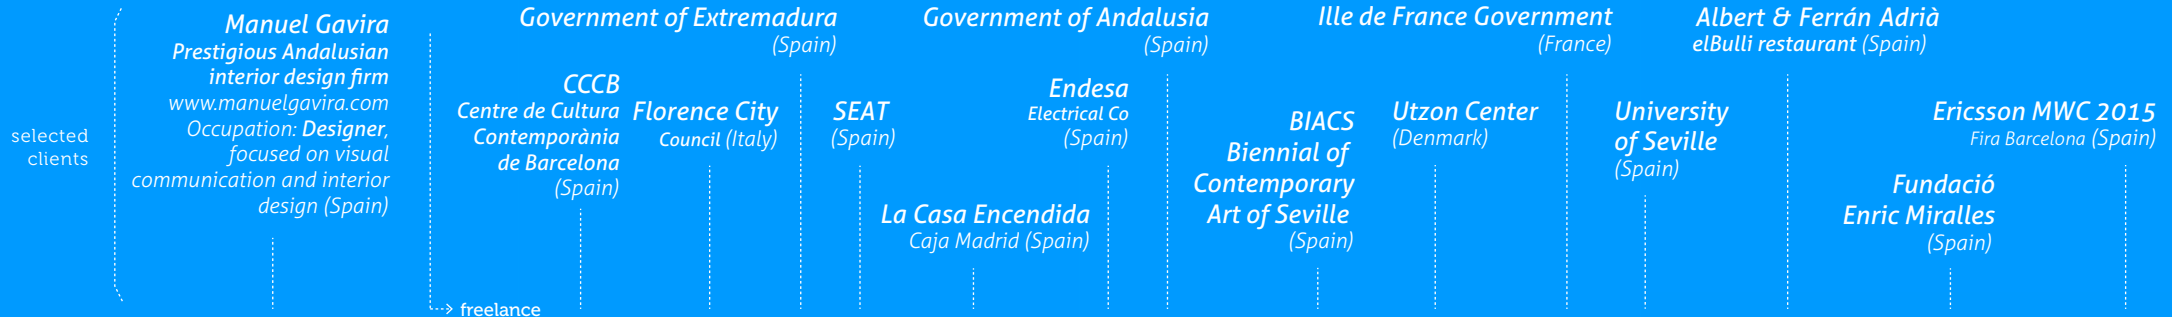 selected
clients
Manuel Gavira
Prestigious Andalusian
interior design firm
www.manuelgavira.com
Occupation: Designer,
focused on visual
communication and interior
design (Spain)
freelance
CCCB
Centre de Cultura
Contemporània
de Barcelona
(Spain)
Florence City
Council (Italy)
Government of Extremadura
(Spain)
SEAT
(Spain)
La Casa Encendida
Caja Madrid (Spain)
Endesa
Electrical Co
(Spain)
Government of Andalusia
(Spain)
BIACS
Biennial of
Contemporary
Art of Seville
(Spain)
Utzon Center
(Denmark)
Ille de France Government
(France)
University
of Seville
(Spain)
Albert & Ferrán Adrià
elBulli restaurant (Spain)
Fundació
Enric Miralles
(Spain)
Ericsson MWC 2015
Fira Barcelona (Spain)